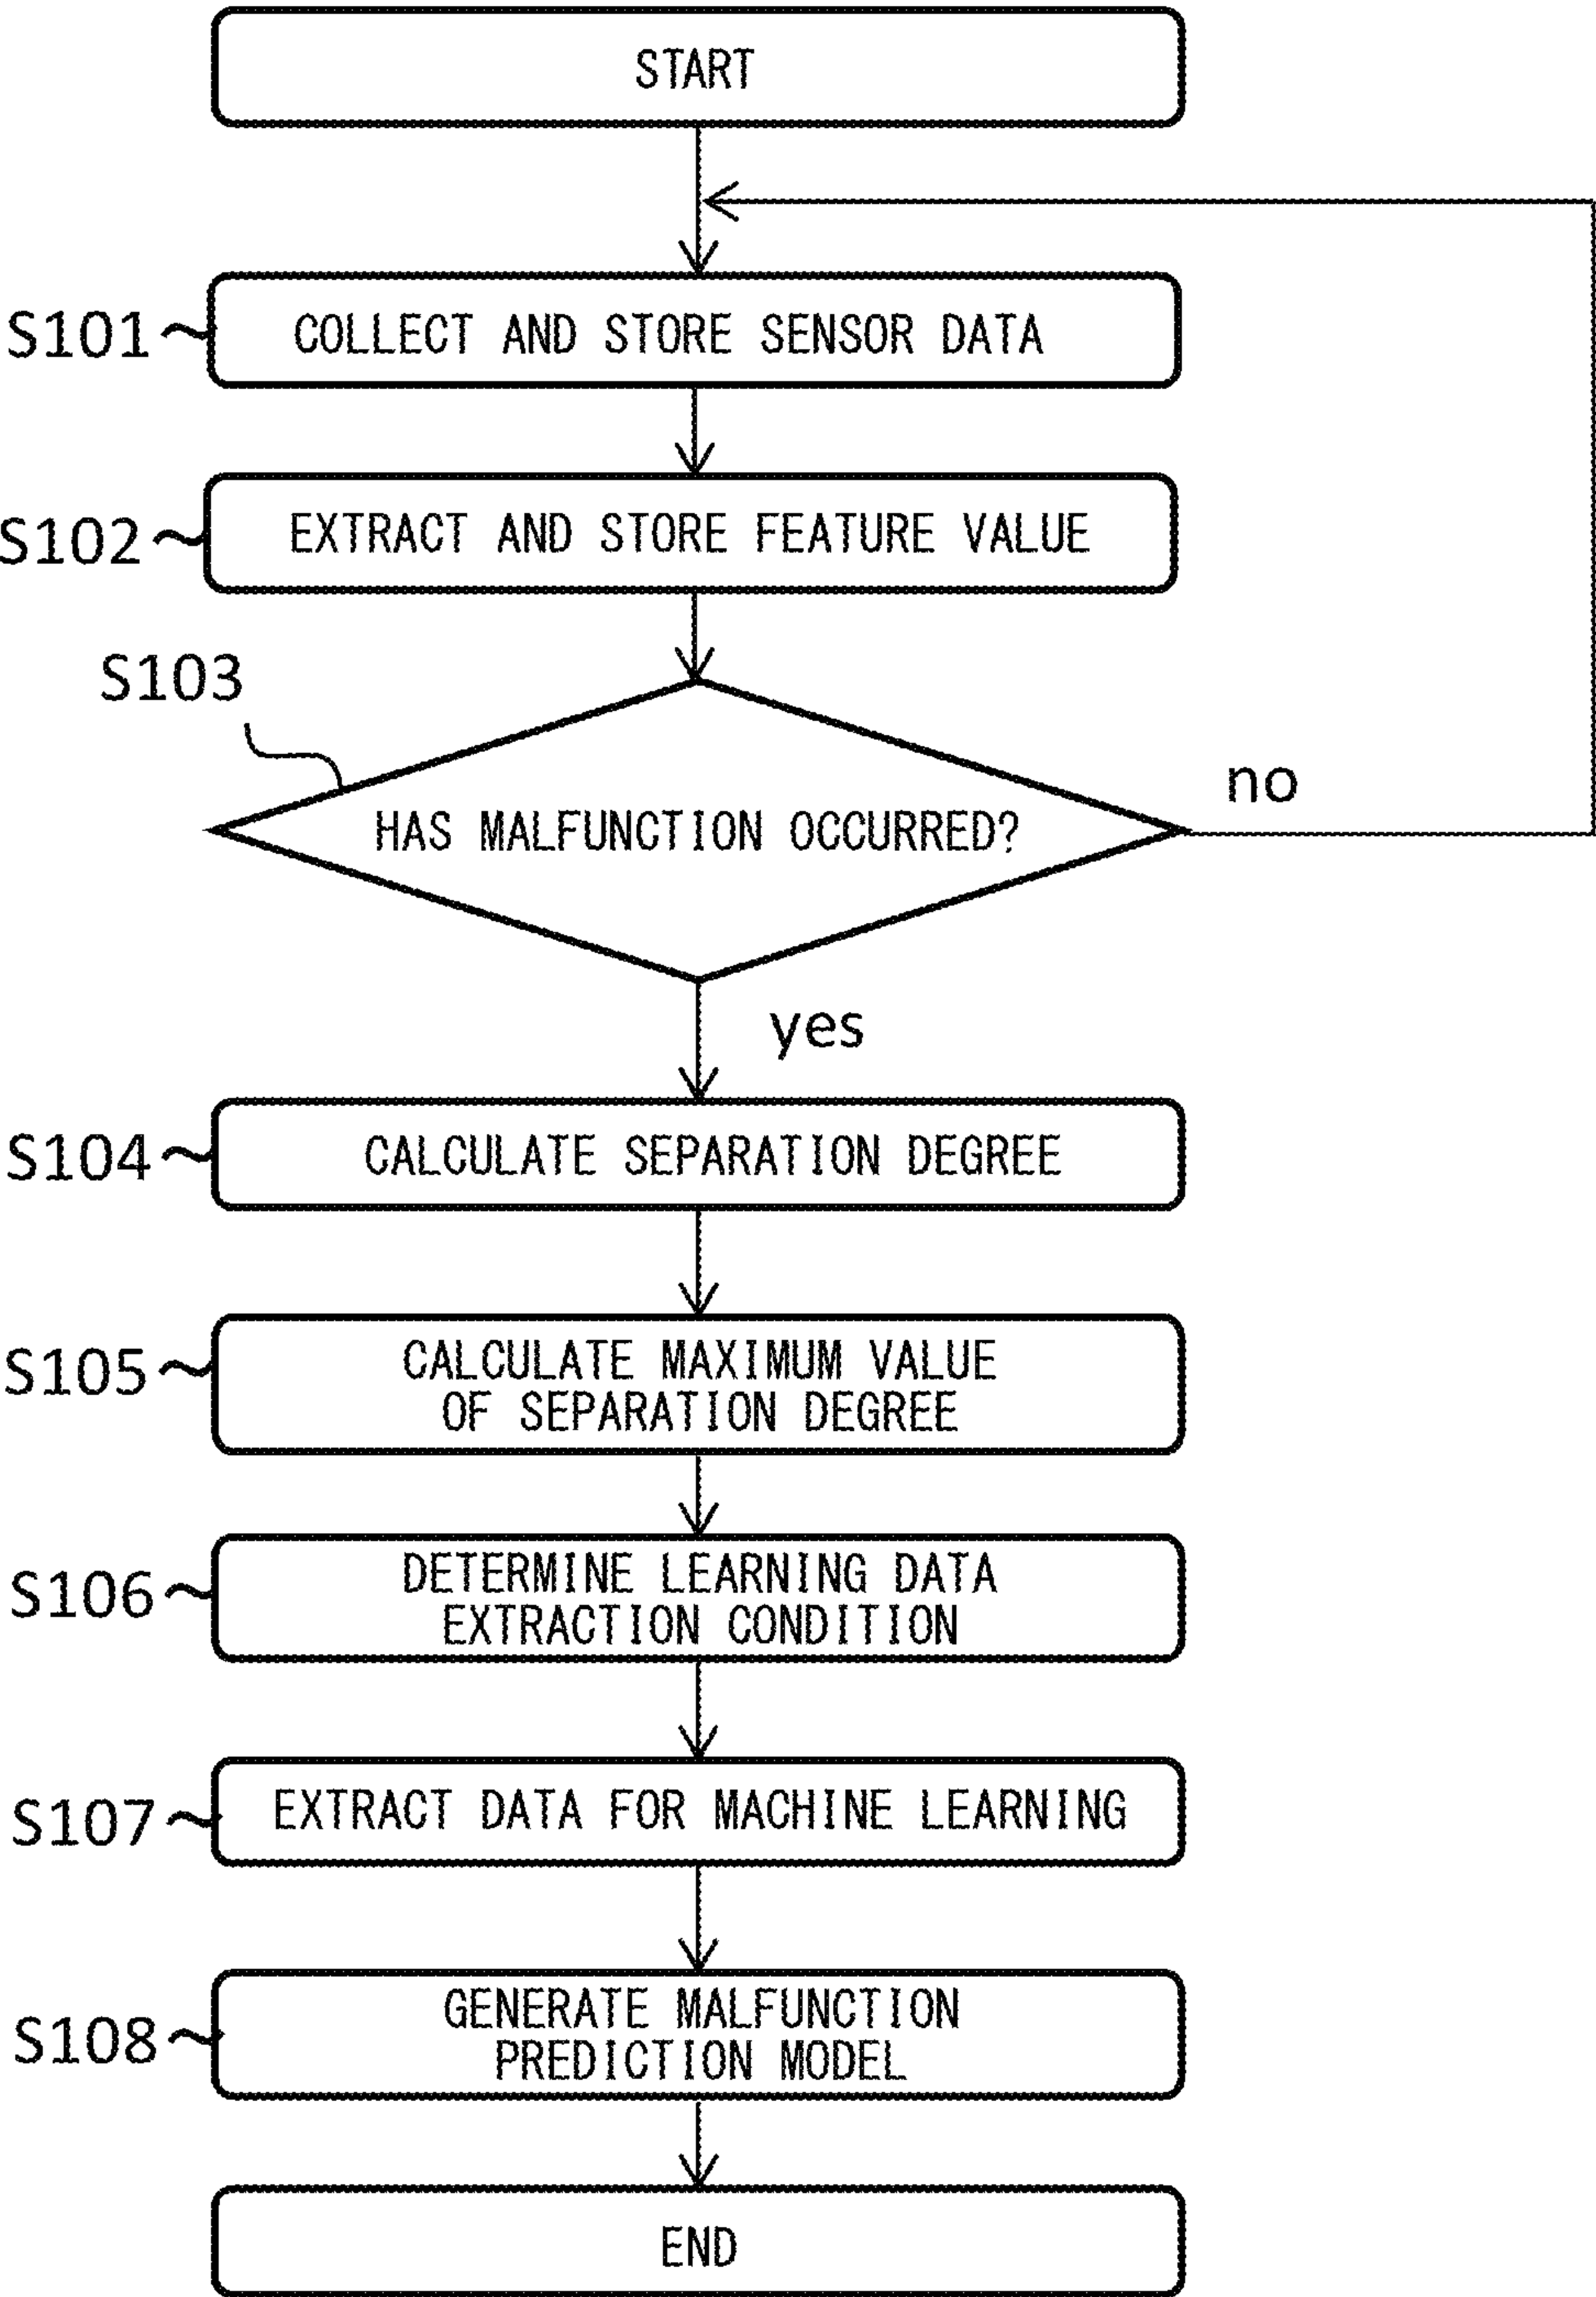 START
S101
COLLECT AND STORE SENSOR DATA
S102
EXTRACT AND STORE FEATURE VALUE
S103
HAS MALFUNCTION OCCURRED?
no
yes
S104
CALCULATE SEPARATION DEGREE
S105
CALCULATE MAXIMUM VALUE
OF SEPARATION DEGREE
S106
DETERMINE LEARNING DATA
EXTRACTION CONDITION
S107
EXTRACT DATA FOR MACHINE LEARNING
S108
GENERATE MALFUNCTION
PREDICTION MODEL
END